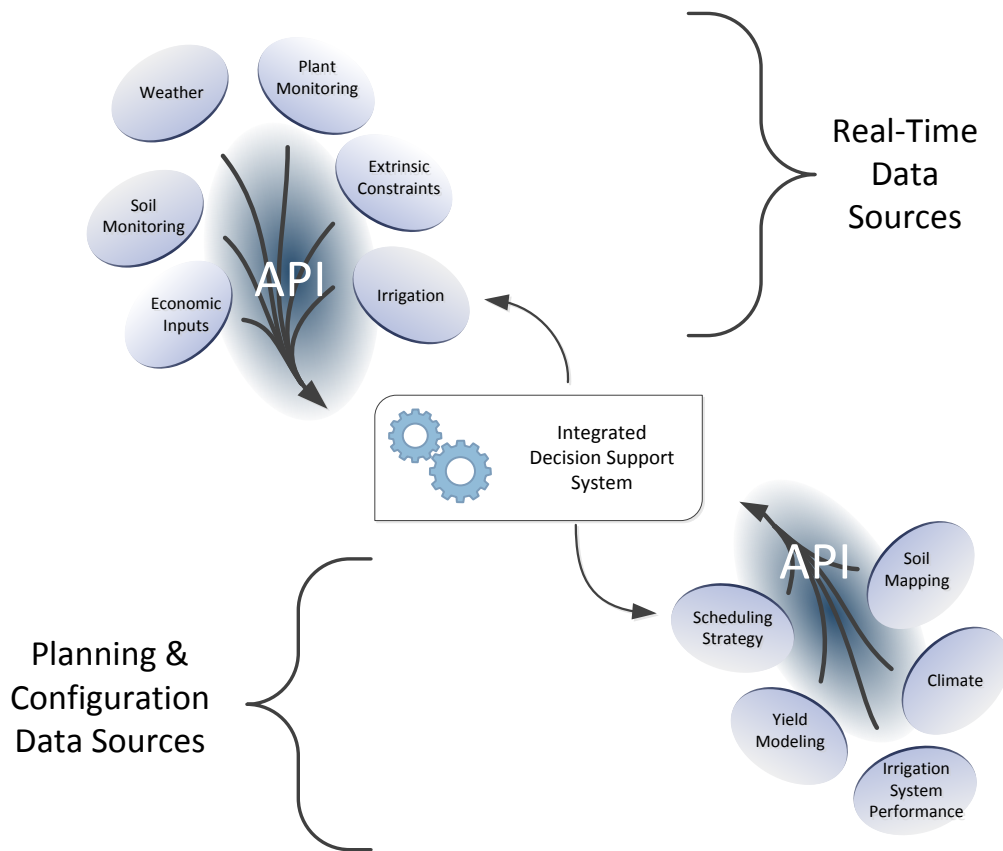 Plant
Monitoring
Weather
Real-Time
Data
Sources
Extrinsic
Constraints
Soil
Monitoring
API
Economic
Inputs
Irrigation
Integrated
Decision Support
System
API
Soil
Mapping
Scheduling
Strategy
Planning &
Configuration
Data Sources
Climate
Yield
Modeling
Irrigation
System
Performance